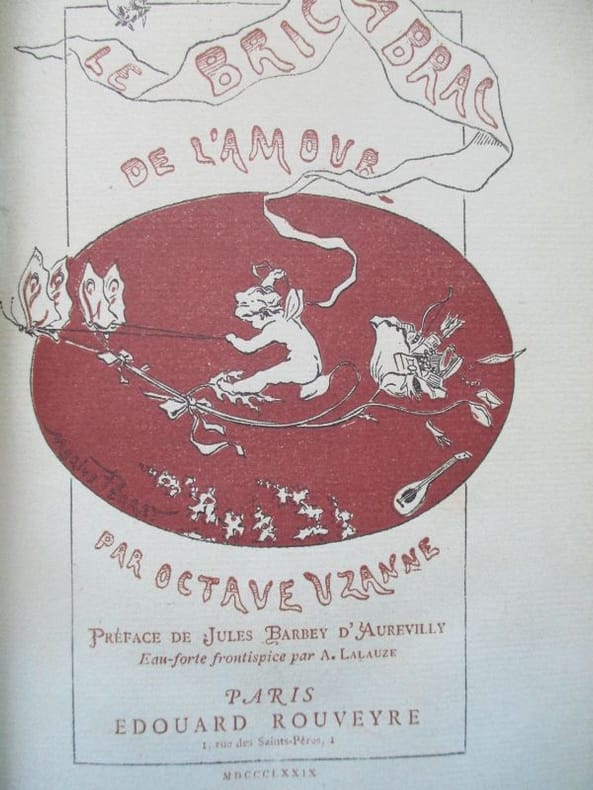 LE BRIC A BRAC
DE L'AMOUR
PAR OCTAVE UZANNE
PRÉFACE DE JULES BARBEY D'AUREVILLY
Eau-forte frontispice par A. LALAUZE
PARIS
EDOUARD ROUVEYRE
1, rue des Saints-Pères, 1
MDCCCLXXIX